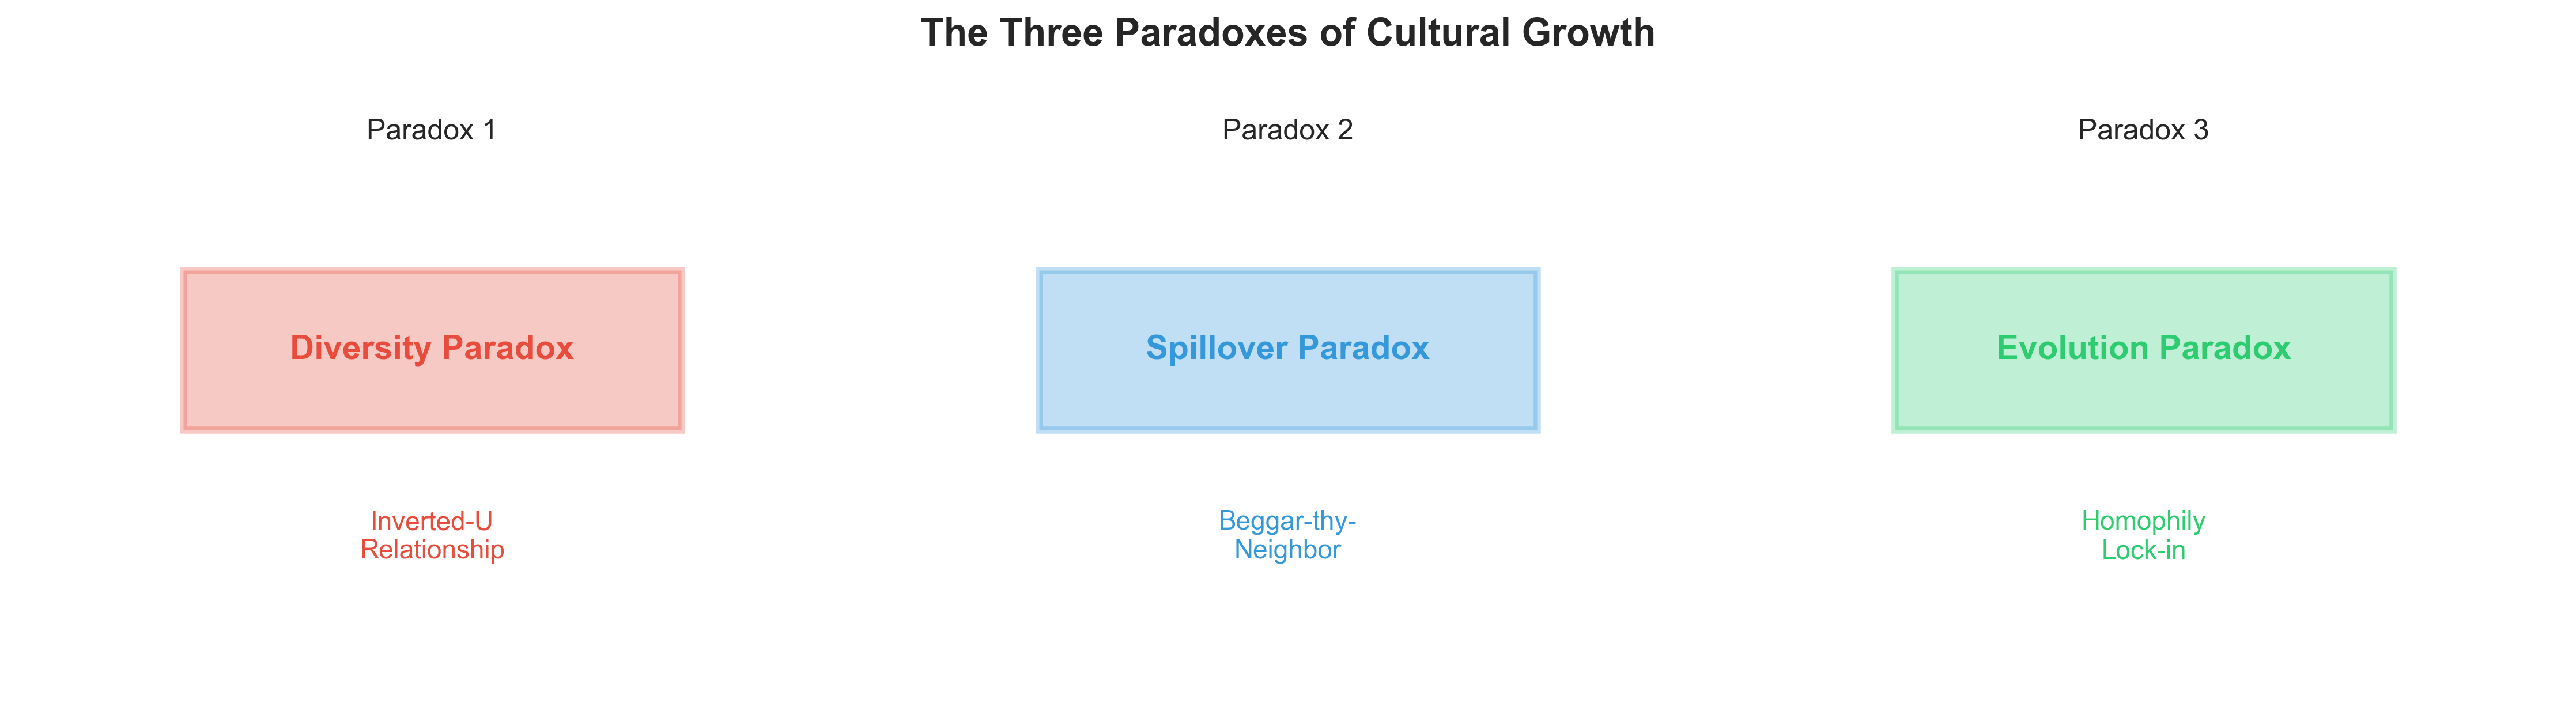 The Three Paradoxes of Cultural Growth
Paradox 1
Paradox 2
Paradox 3
Diversity Paradox
Spillover Paradox
Evolution Paradox
Inverted-U
Relationship
Beggar-thy-
Neighbor
Homophily
Lock-in